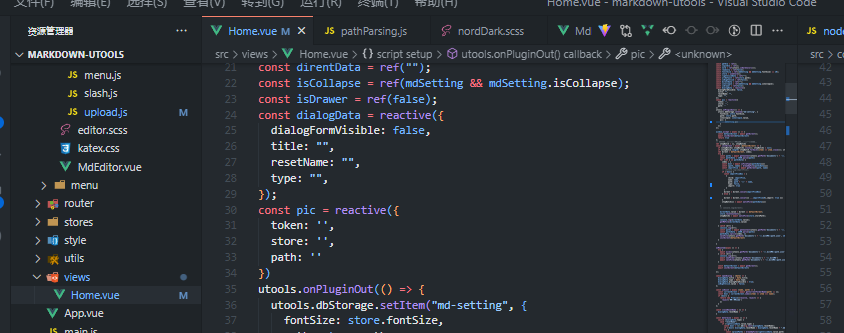 文件(F) 编辑(E) 选择(S) 查看(V) 转到(G) 运行(R) 终端(T) 帮助(H) Home.vue - markdown-utools - Visual Studio Code
资源管理器 ... Home.vue M pathParsing.js nordDark.scss Md node
MARKDOWN-UTOOLS src > views > Home.vue > {} script setup > utools.onPluginOut() callback > pic > <unknown> src > co
menu.js
slash.js
upload.js M
editor.scss
katex.css
MdEditor.vue
menu
router
stores
style
utils
views
Home.vue M
App.vue
main.js
21 const direntData = ref("");
22 const isCollapse = ref(mdSetting && mdSetting.isCollapse);
23 const isDrawer = ref(false);
24 const dialogData = reactive({
25 dialogFormVisible: false,
26 title: "",
27 resetName: "",
28 type: "",
29 });
30 const pic = reactive({
31 token: '',
32 store: '',
33 path: ''
34 })
35 utools.onPluginOut(() => {
36 utools.dbStorage.setItem("md-setting", {
37 fontSize: store.fontSize,
42
43
44
45
46
47
48
49
50
51
52
53
54
55
56
57
58